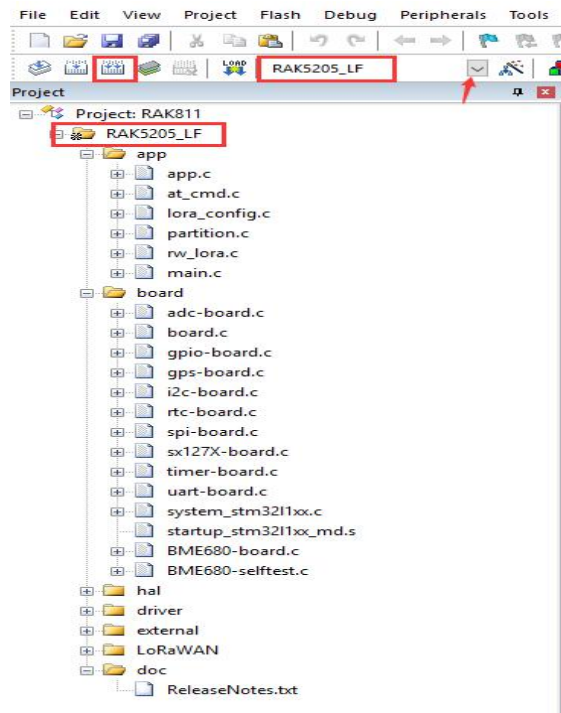 File Edit View Project Flash Debug Peripherals Tools
LOAD RAK5205_LF
Project
Project: RAK811
RAK5205_LF
app
app.c
at_cmd.c
lora_config.c
partition.c
rw_lora.c
main.c
board
adc-board.c
board.c
gpio-board.c
gps-board.c
i2c-board.c
rtc-board.c
spi-board.c
sx127X-board.c
timer-board.c
uart-board.c
system_stm32l1xx.c
startup_stm32l1xx_md.s
BME680-board.c
BME680-selftest.c
hal
driver
external
LoRaWAN
doc
ReleaseNotes.txt